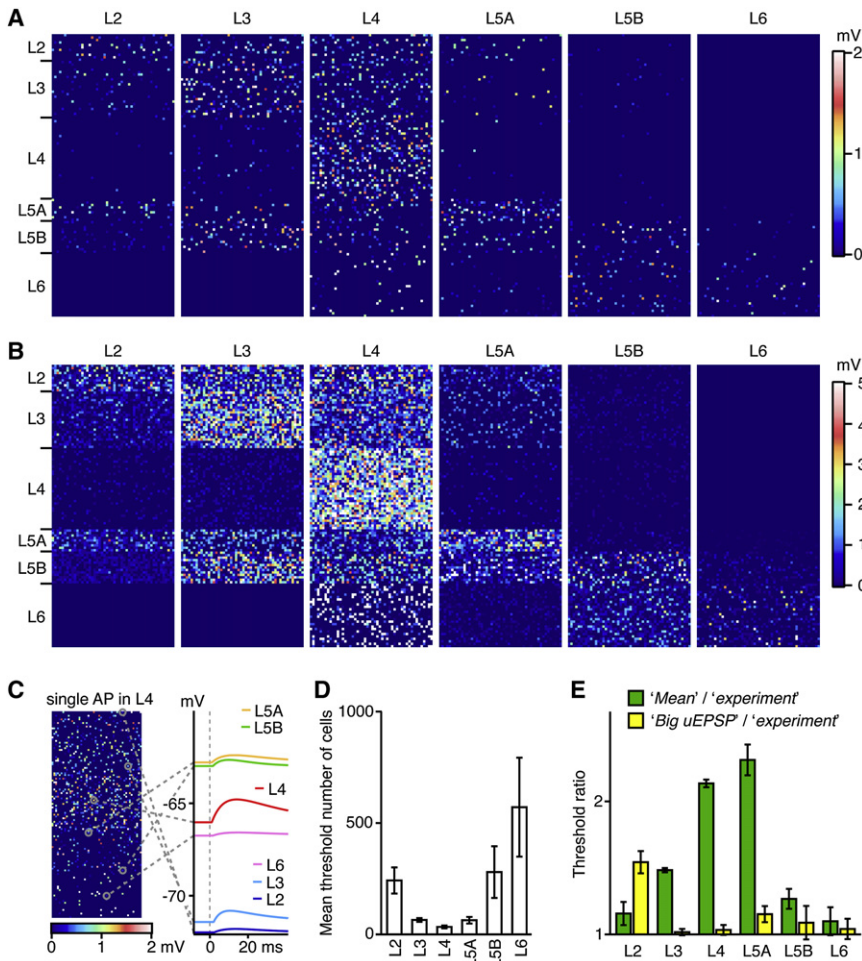 A L2 L3 L4 L5A L5B L6
mV
L2
L3
L4
L5A
L5B
L6
2
1
0
B L2 L3 L4 L5A L5B L6
mV
L2
L3
L4
L5A
L5B
L6
5
4
3
2
1
0
C
single AP in L4
mV
L5A
L5B
L4
L6
L3
L2
-65
-70
0 1 2 mV
0 20 ms
D
Mean threshold number of cells
1000
500
0
L2 L3 L4 L5A L5B L6
E
'Mean' / 'experiment'
'Big uEPSP' / 'experiment'
Threshold ratio
2
1
L2 L3 L4 L5A L5B L6